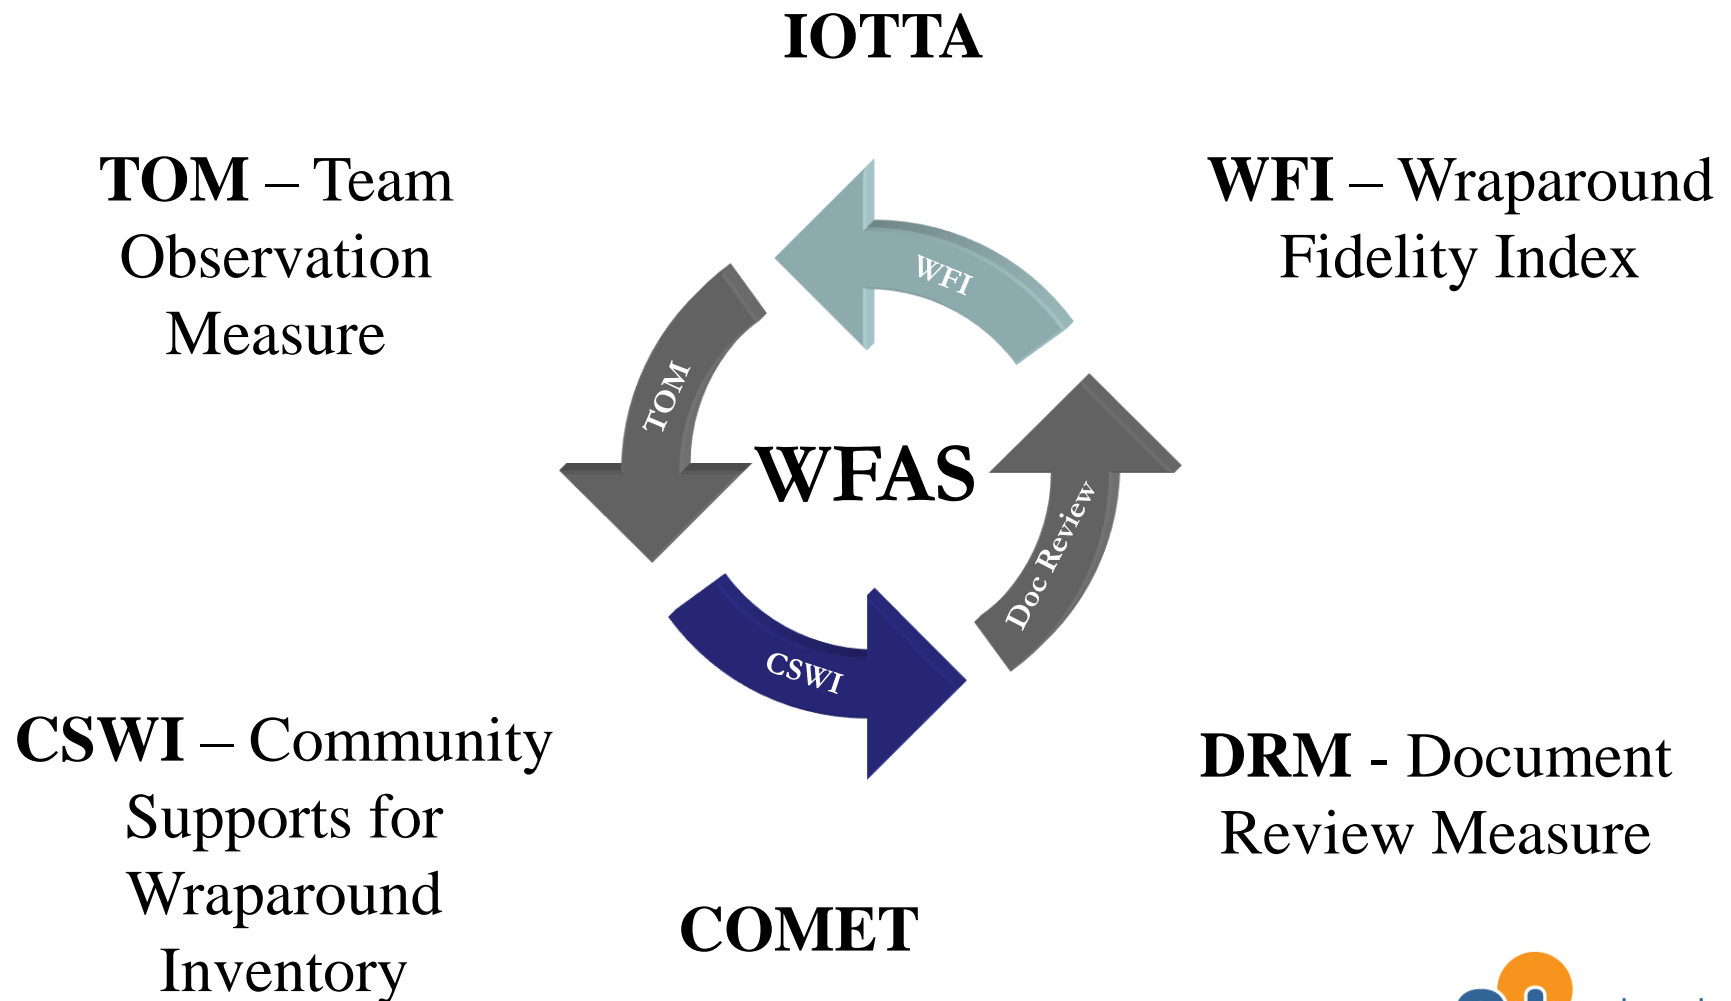 IOTTA
TOM – Team
Observation
Measure
WFI – Wraparound
Fidelity Index
WFI
TOM
WFAS
Doc Review
CSWI
CSWI – Community
Supports for
Wraparound
Inventory
DRM - Document
Review Measure
COMET